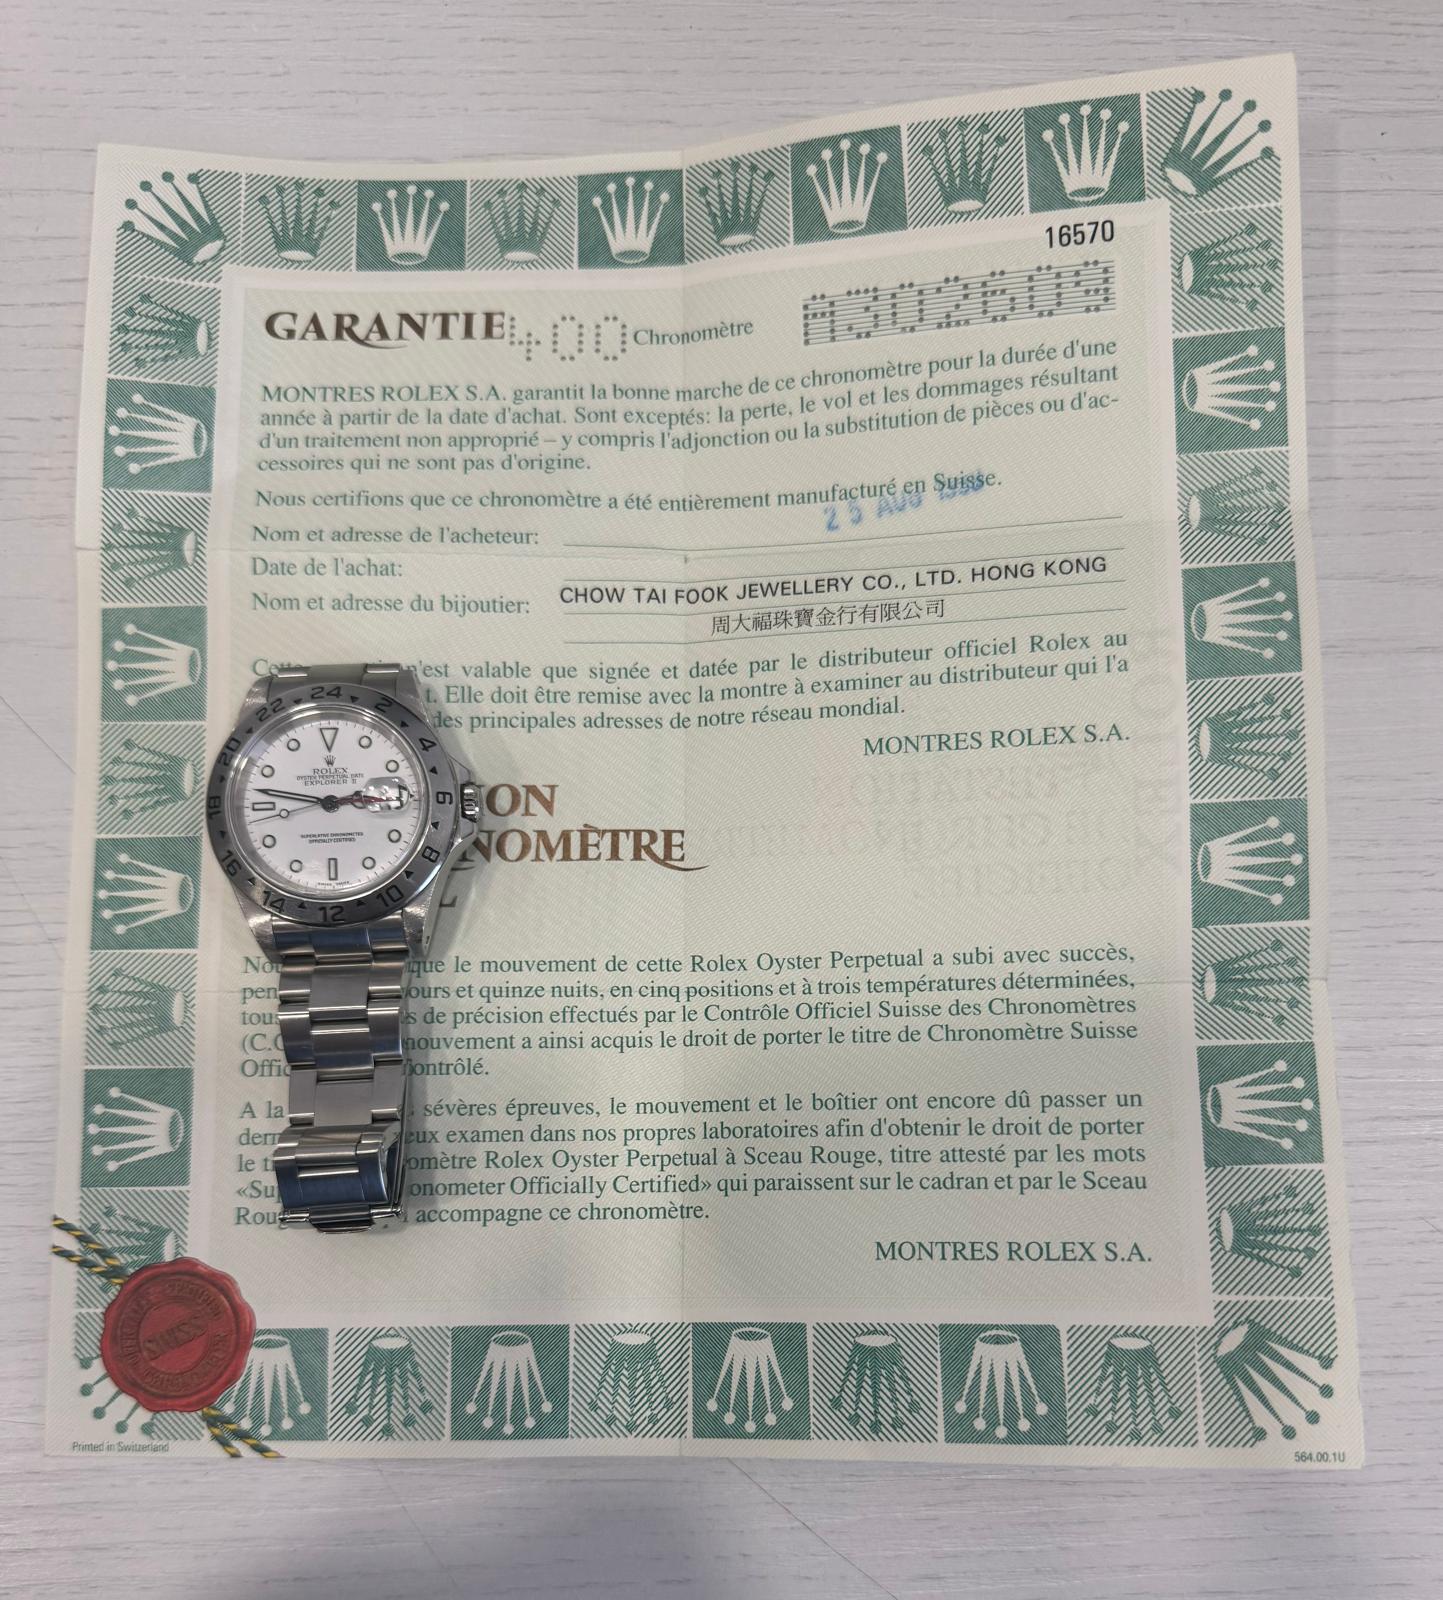 16570
A302609
GARANTIE 400 Chronomètre
MONTRES ROLEX S.A. garantit la bonne marche de ce chronomètre pour la durée d'une
année à partir de la date d'achat. Sont exceptés: la perte, le vol et les dommages résultant
d'un traitement non approprié – y compris l'adjonction ou la substitution de pièces ou d'ac-
cessoires qui ne sont pas d'origine.
Nous certifions que ce chronomètre a été entièrement manufacturé en Suisse.
25 AUG
Nom et adresse de l'acheteur:
Date de l'achat:
Nom et adresse du bijoutier: CHOW TAI FOOK JEWELLERY CO., LTD. HONG KONG
周大福珠寶金行有限公司
n'est valable que signée et datée par le distributeur officiel Rolex au
t. Elle doit être remise avec la montre à examiner au distributeur qui l'a
des principales adresses de notre réseau mondial.
MONTRES ROLEX S.A.
24 2 4 6 8 10 12 14 16 18 20 22
ROLEX
OYSTER PERPETUAL DATE
EXPLORER II
SUPERLATIVE CHRONOMETER
OFFICIALLY CERTIFIED
ION
NOMÈTRE
L
que le mouvement de cette Rolex Oyster Perpetual a subi avec succès,
pen ours et quinze nuits, en cinq positions et à trois températures déterminées,
tous s de précision effectués par le Contrôle Officiel Suisse des Chronomètres
(C.O mouvement a ainsi acquis le droit de porter le titre de Chronomètre Suisse
Offic ontrôlé.
A la sévères épreuves, le mouvement et le boîtier ont encore dû passer un
dern eux examen dans nos propres laboratoires afin d'obtenir le droit de porter
le ti omètre Rolex Oyster Perpetual à Sceau Rouge, titre attesté par les mots
«Su onometer Officially Certified» qui paraissent sur le cadran et par le Sceau
Roug accompagne ce chronomètre.
MONTRES ROLEX S.A.
SWISS
Printed in Switzerland
564.00.1U